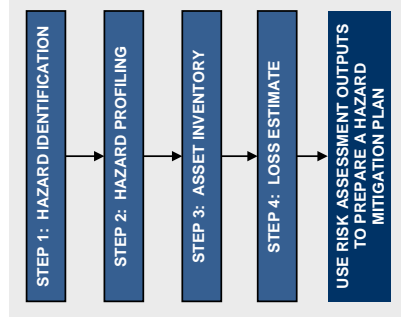 STEP 1: HAZARD IDENTIFICATION
STEP 2: HAZARD PROFILING
STEP 3: ASSET INVENTORY
STEP 4: LOSS ESTIMATE
USE RISK ASSESSMENT OUTPUTS
TO PREPARE A HAZARD
MITIGATION PLAN